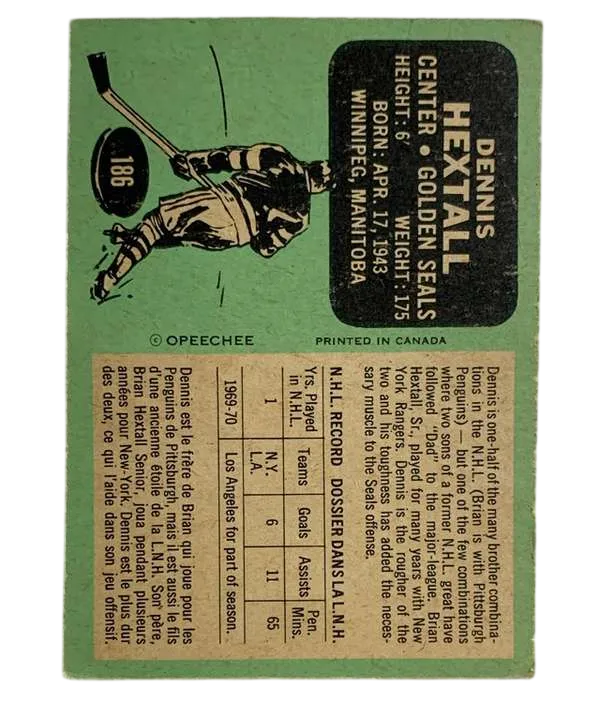 DENNIS
HEXTALL
CENTER • GOLDEN SEALS
HEIGHT: 6' WEIGHT: 175
BORN: APR. 17, 1943
WINNIPEG, MANITOBA
186
© OPEECHEE PRINTED IN CANADA
Dennis is one-half of the many brother combina-
tions in the N.H.L. (Brian is with Pittsburgh
Penguins) — but one of the few combinations
where two sons of a former N.H.L. great have
followed "Dad" to the major-league. Brian
Hextall, Sr., played for many years with New
York Rangers. Dennis is the rougher of the
two and his toughness has added the neces-
sary muscle to the Seals offense.
N.H.L. RECORD DOSSIER DANS LA L.N.H.
Yrs. Played in N.H.L. Teams Goals Assists Pen. Mins.
1 N.Y. L.A. 6 11 65
1969-70 Los Angeles for part of season.
Dennis est le frère de Brian qui joue pour les
Penguins de Pittsburgh, mais il est aussi le fils
d'une ancienne étoile de la L.N.H. Son père,
Brian Hextall Senior, joua pendant plusieurs
années pour New-York. Dennis est le plus dur
des deux, ce qui l'aide dans son jeu offensif.